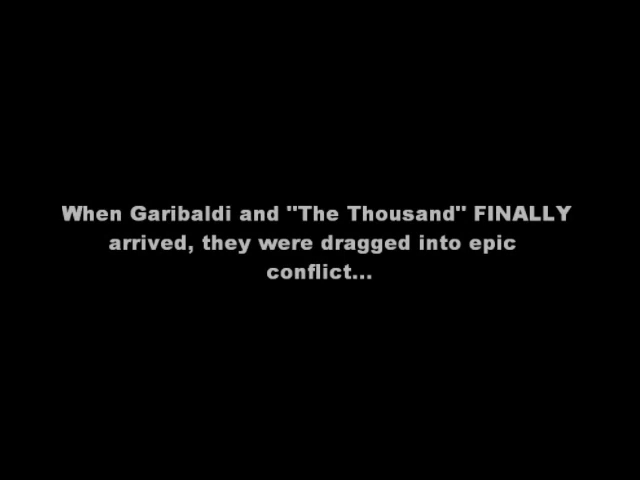 When Garibaldi and "The Thousand" FINALLY
arrived, they were dragged into epic
conflict...